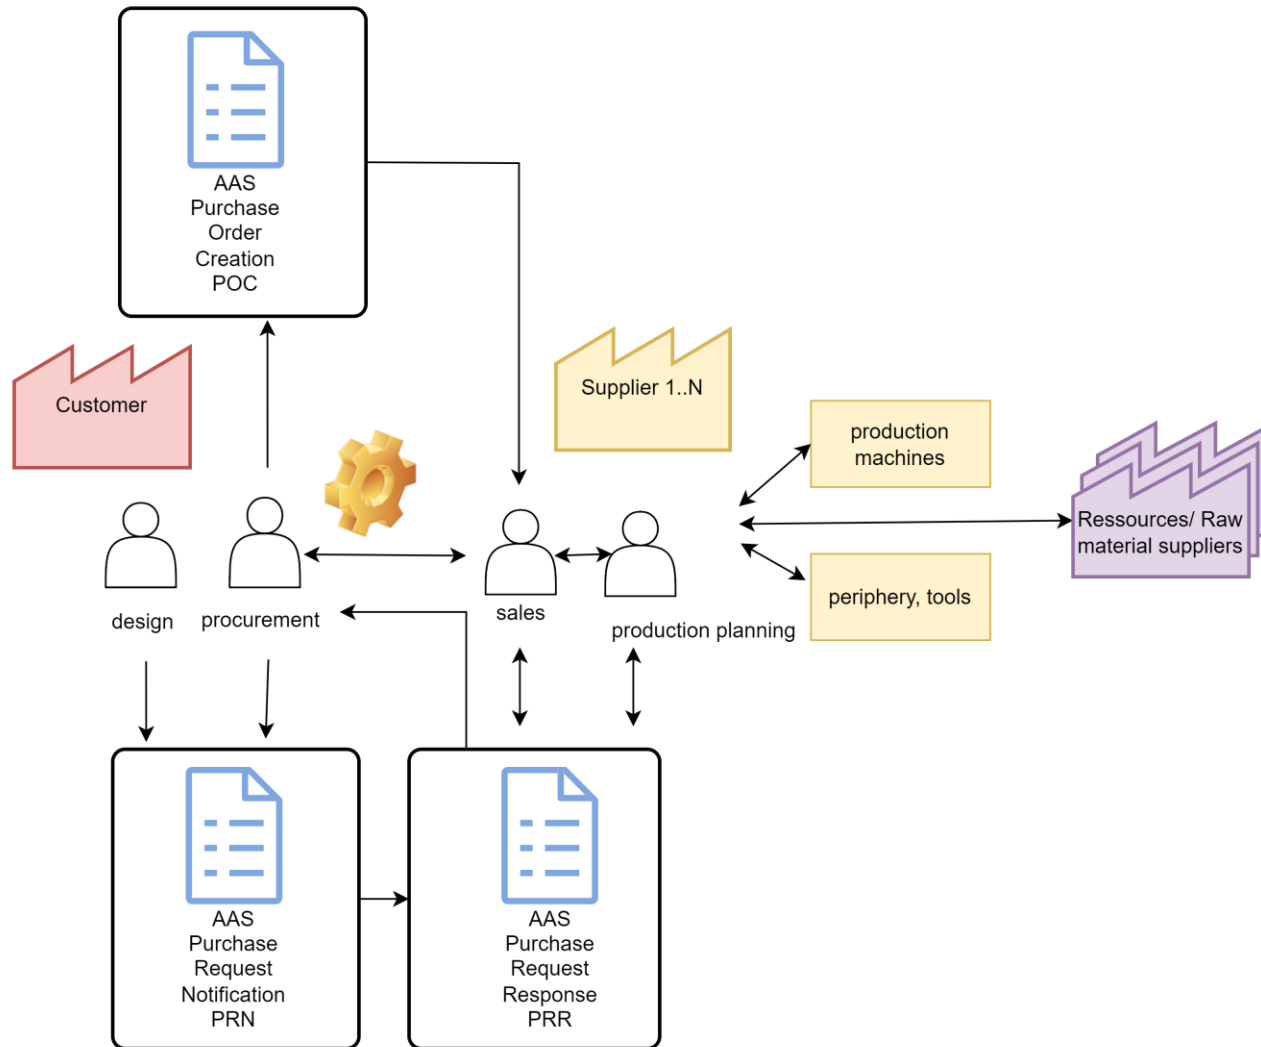 AAS
Purchase
Order
Creation
POC
Customer
Supplier 1..N
production
machines
Ressources/ Raw
material suppliers
periphery, tools
design
procurement
sales
production planning
AAS
Purchase
Request
Notification
PRN
AAS
Purchase
Request
Response
PRR